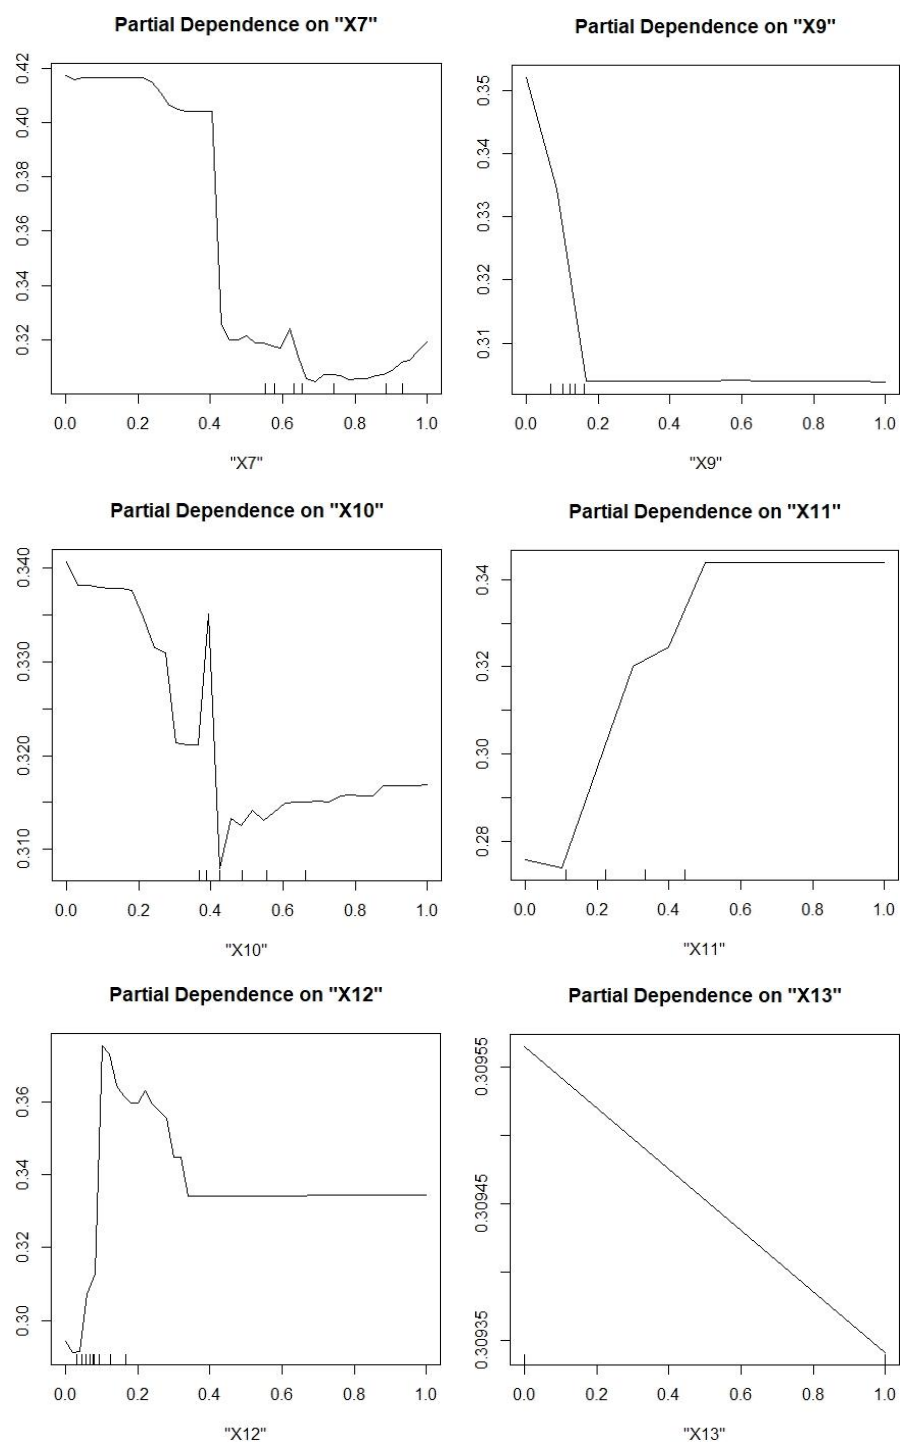 Partial Dependence on "X7"
0.42
0.40
0.38
0.36
0.34
0.32
0.0 0.2 0.4 0.6 0.8 1.0
"X7"
Partial Dependence on "X9"
0.35
0.34
0.33
0.32
0.31
0.0 0.2 0.4 0.6 0.8 1.0
"X9"
Partial Dependence on "X10"
0.340
0.330
0.320
0.310
0.0 0.2 0.4 0.6 0.8 1.0
"X10"
Partial Dependence on "X11"
0.34
0.32
0.30
0.28
0.0 0.2 0.4 0.6 0.8 1.0
"X11"
Partial Dependence on "X12"
0.36
0.34
0.32
0.30
0.0 0.2 0.4 0.6 0.8 1.0
"X12"
Partial Dependence on "X13"
0.30955
0.30945
0.30935
0.0 0.2 0.4 0.6 0.8 1.0
"X13"